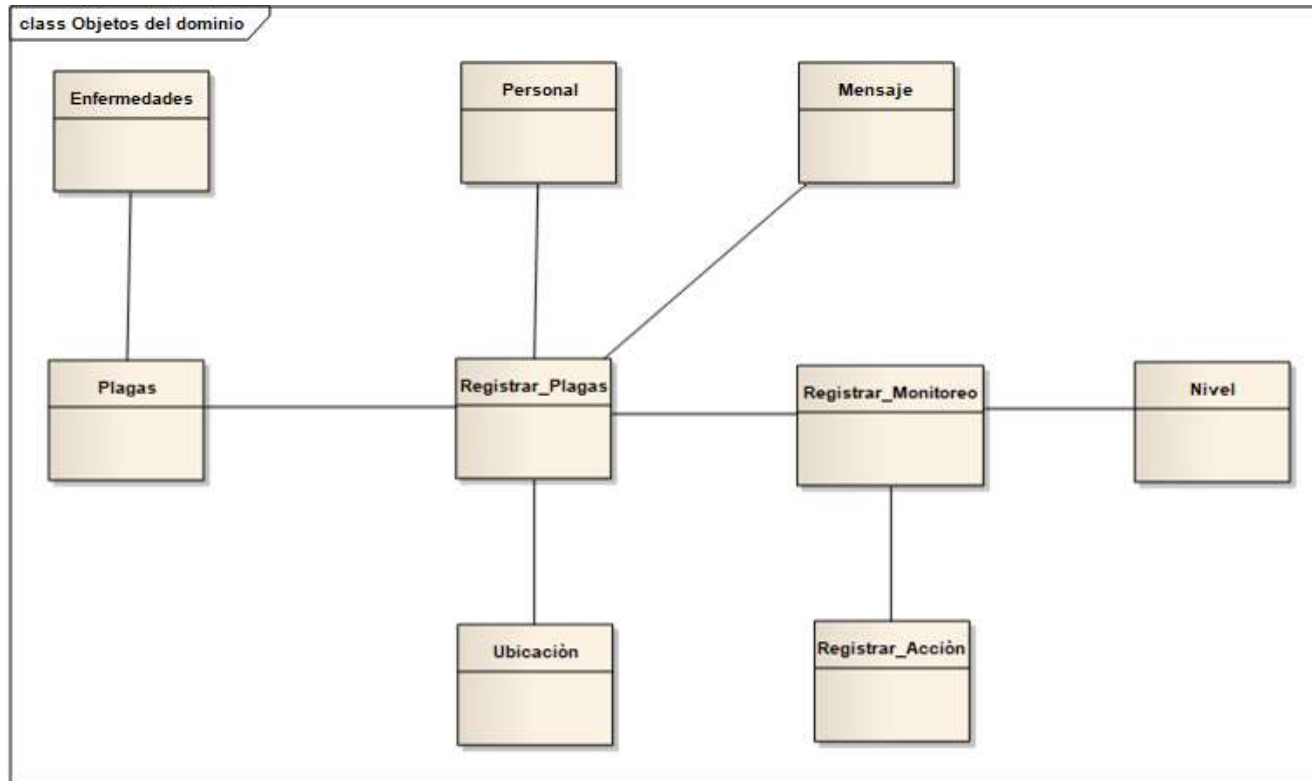 class Objetos del dominio
Enfermedades
Personal
Mensaje
Plagas
Registrar_Plagas
Registrar_Monitoreo
Nivel
Ubicaciòn
Registrar_Acciòn